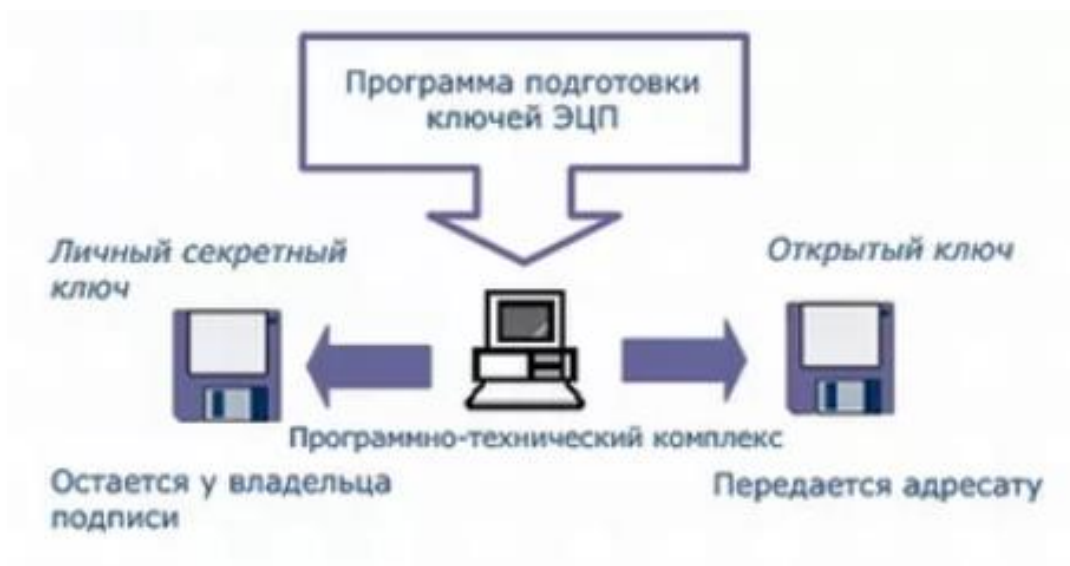 Программа подготовки
ключей ЭЦП
Личный секретный
ключ
Открытый ключ
Программно-технический комплекс
Остается у владельца
подписи
Передается адресату